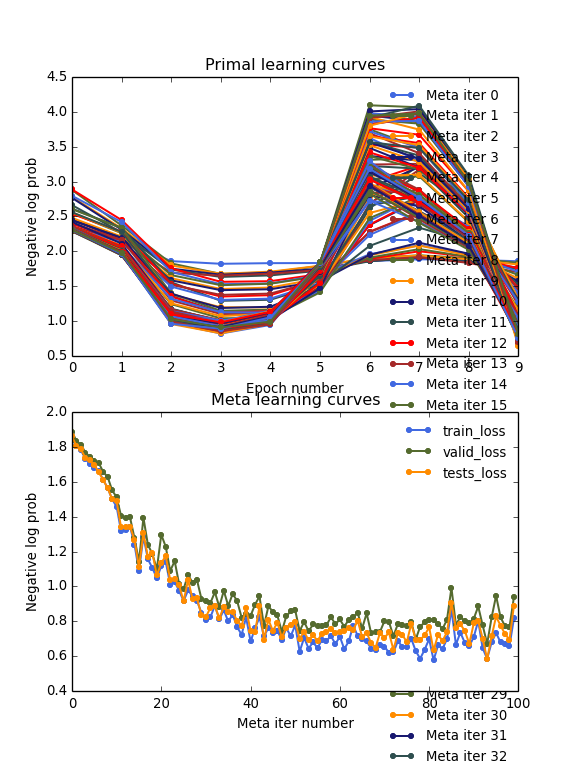 Primal learning curves
4.5
4.0
3.5
3.0
2.5
2.0
1.5
1.0
0.5
Negative log prob
0 1 2 3 4 5 6 7 8 9
Epoch number
Meta iter 0
Meta iter 1
Meta iter 2
Meta iter 3
Meta iter 4
Meta iter 5
Meta iter 6
Meta iter 7
Meta iter 8
Meta iter 9
Meta iter 10
Meta iter 11
Meta iter 12
Meta iter 13
Meta iter 14
Meta iter 15
Meta learning curves
2.0
1.8
1.6
1.4
1.2
1.0
0.8
0.6
0.4
Negative log prob
train_loss
valid_loss
tests_loss
0 20 40 60 80 100
Meta iter number
Meta iter 29
Meta iter 30
Meta iter 31
Meta iter 32